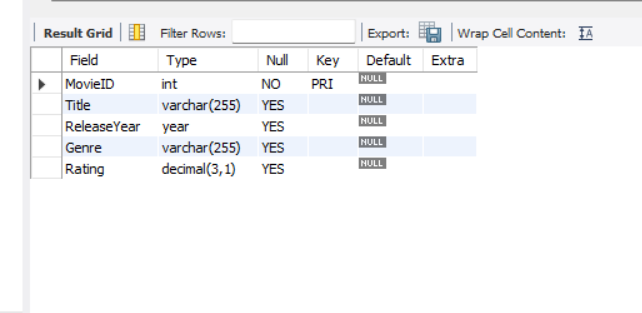 Result Grid Filter Rows: Export: Wrap Cell Content: IA
Field Type Null Key Default Extra
MovieID int NO PRI NULL
Title varchar(255) YES NULL
ReleaseYear year YES NULL
Genre varchar(255) YES NULL
Rating decimal(3,1) YES NULL